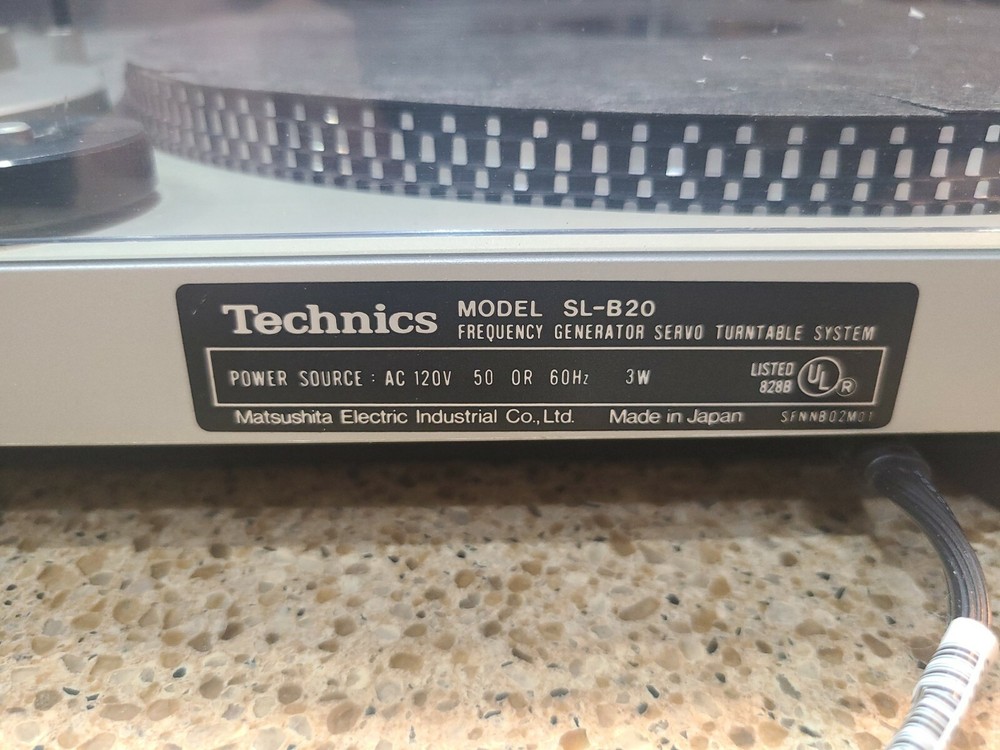 Technics MODEL SL-B20
FREQUENCY GENERATOR SERVO TURNTABLE SYSTEM
POWER SOURCE : AC 120V 50 OR 60Hz 3W
LISTED
828B
UL
R
Matsushita Electric Industrial Co., Ltd. Made in Japan SFNNB02M01